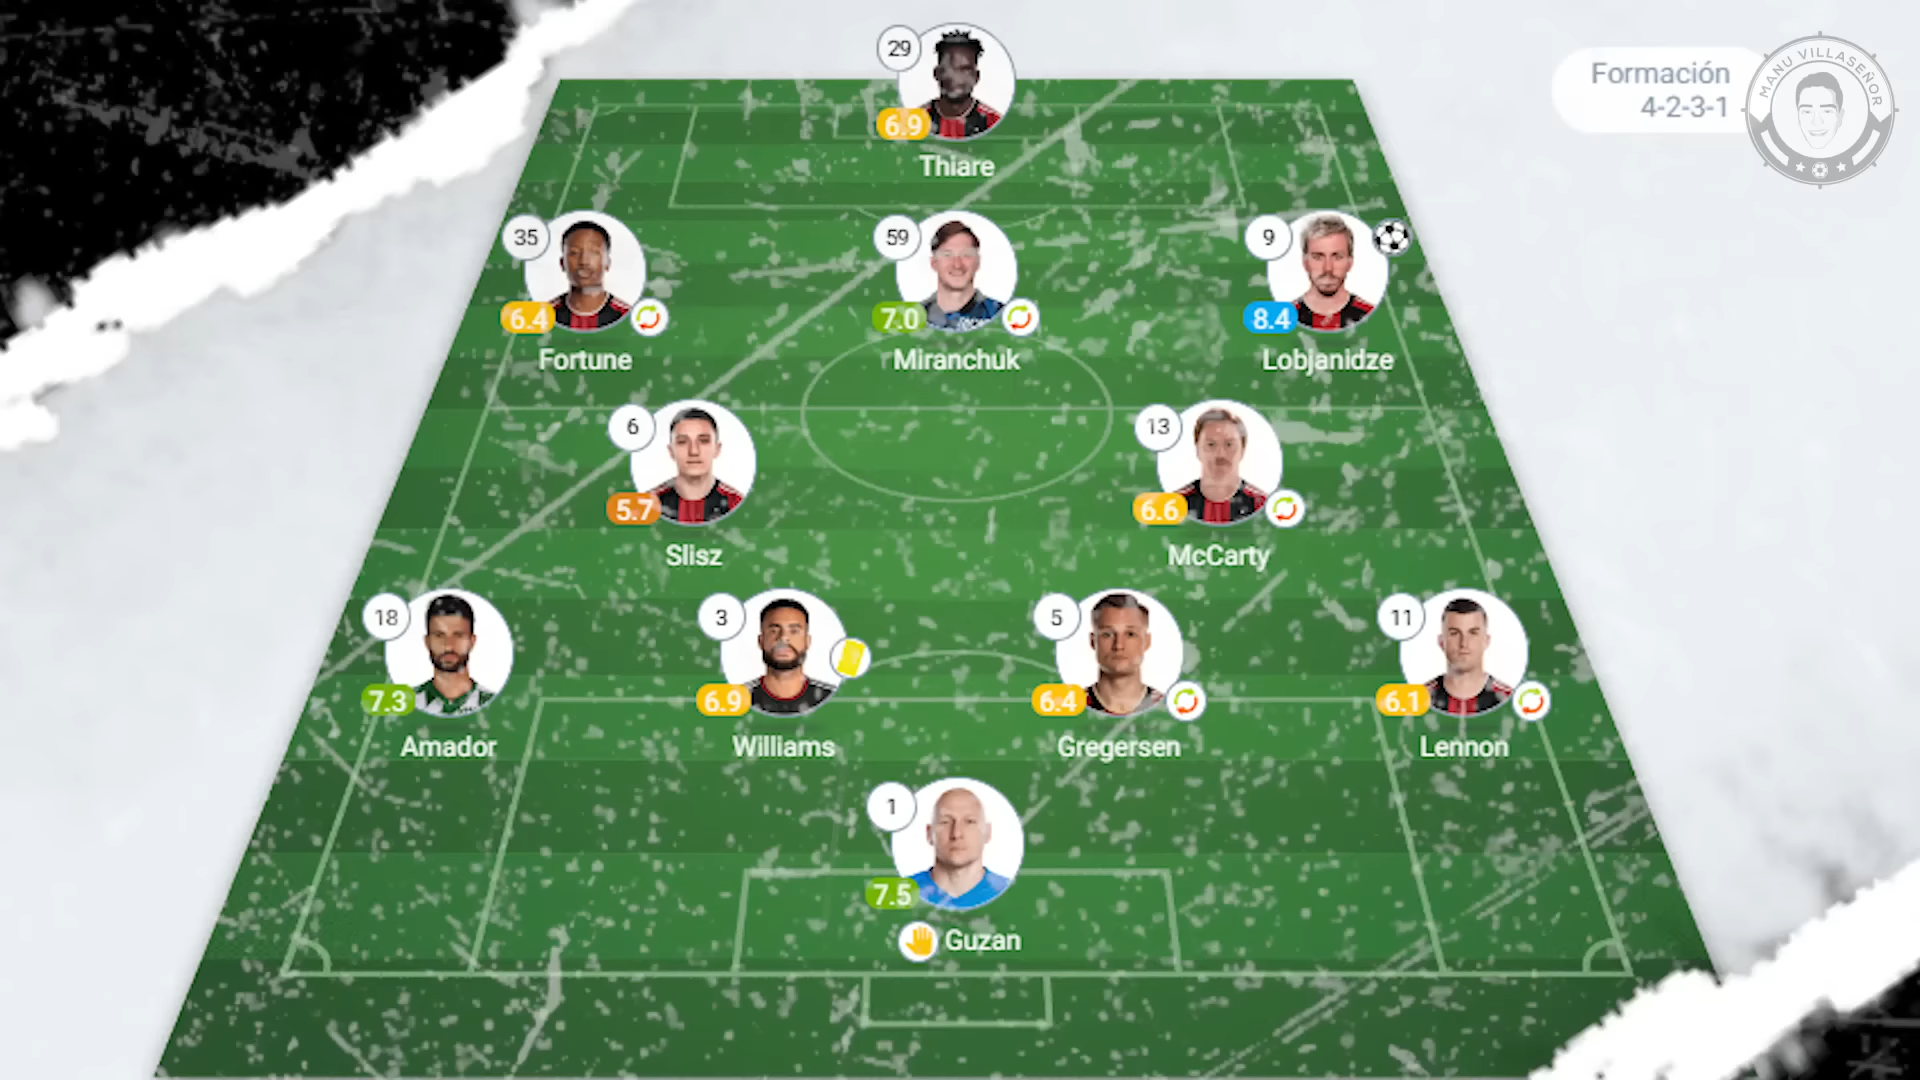 Formación
4-2-3-1
MANU VILLASEÑOR
29
6.9
Thiare
35
6.4
Fortune
59
7.0
Miranchuk
9
8.4
Lobjanidze
6
5.7
Slisz
13
6.6
McCarty
18
7.3
Amador
3
6.9
Williams
5
6.4
Gregersen
11
6.1
Lennon
1
7.5
Guzan